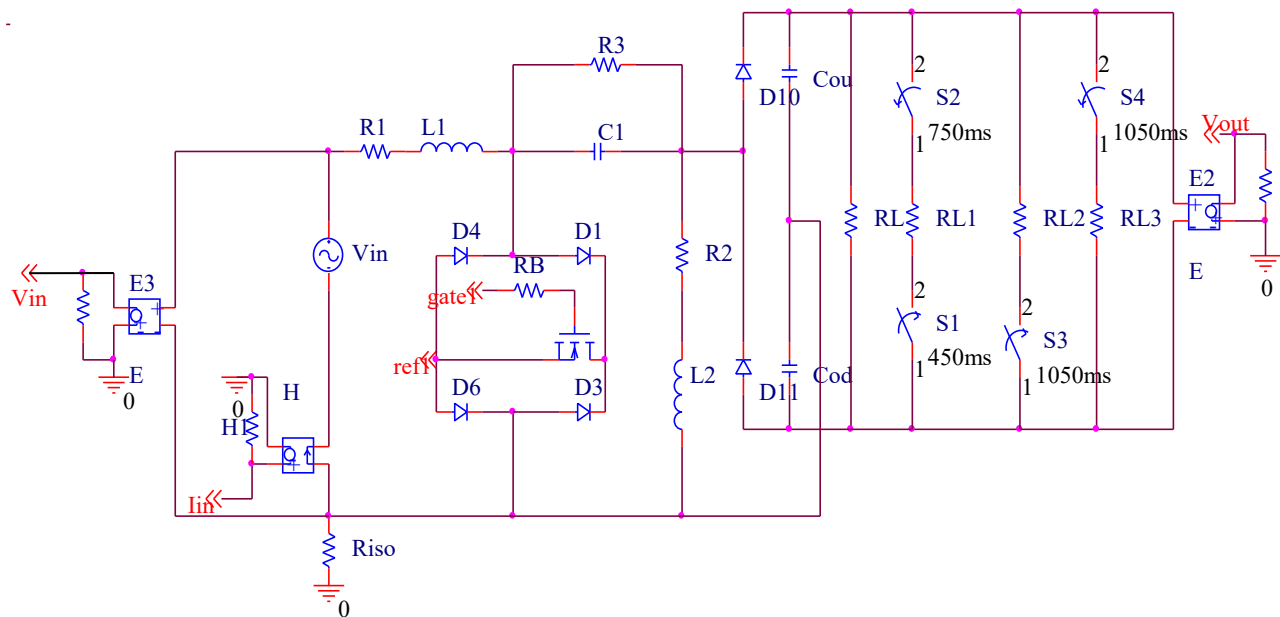 R3
2
2
D10
Cou
S2
S4
R1
L1
C1
750ms
1050ms
Vout
1
1
E2
RL
RL1
RL2
RL3
D4
D1
Vin
R2
RB
E3
E
0
Vin
gate1
2
2
S1
S3
ref1
450ms
1050ms
E
D6
D3
L2
D11
Cod
1
1
0
0
H
H1
Iin
Riso
0